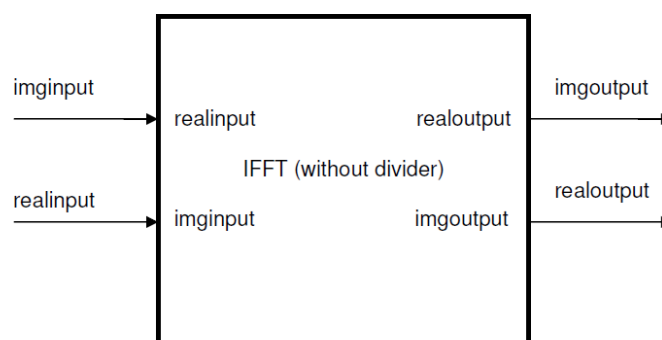 imginput
imgoutput
realinput
realoutput
IFFT (without divider)
realinput
realoutput
imginput
imgoutput